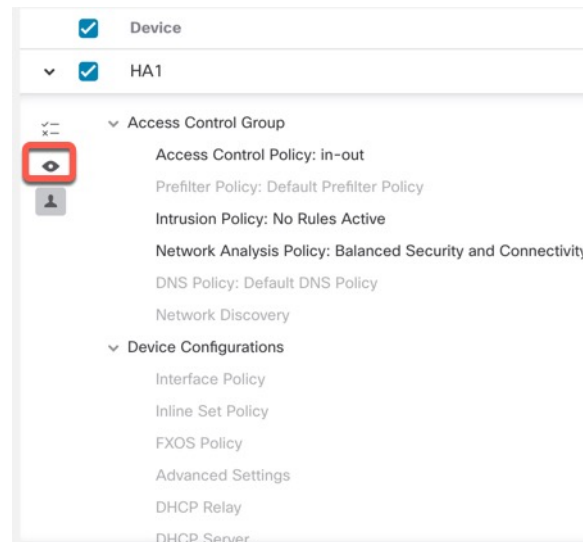 Device
HA1
Access Control Group
Access Control Policy: in-out
Prefilter Policy: Default Prefilter Policy
Intrusion Policy: No Rules Active
Network Analysis Policy: Balanced Security and Connectivity
DNS Policy: Default DNS Policy
Network Discovery
Device Configurations
Interface Policy
Inline Set Policy
FXOS Policy
Advanced Settings
DHCP Relay
DHCP Server